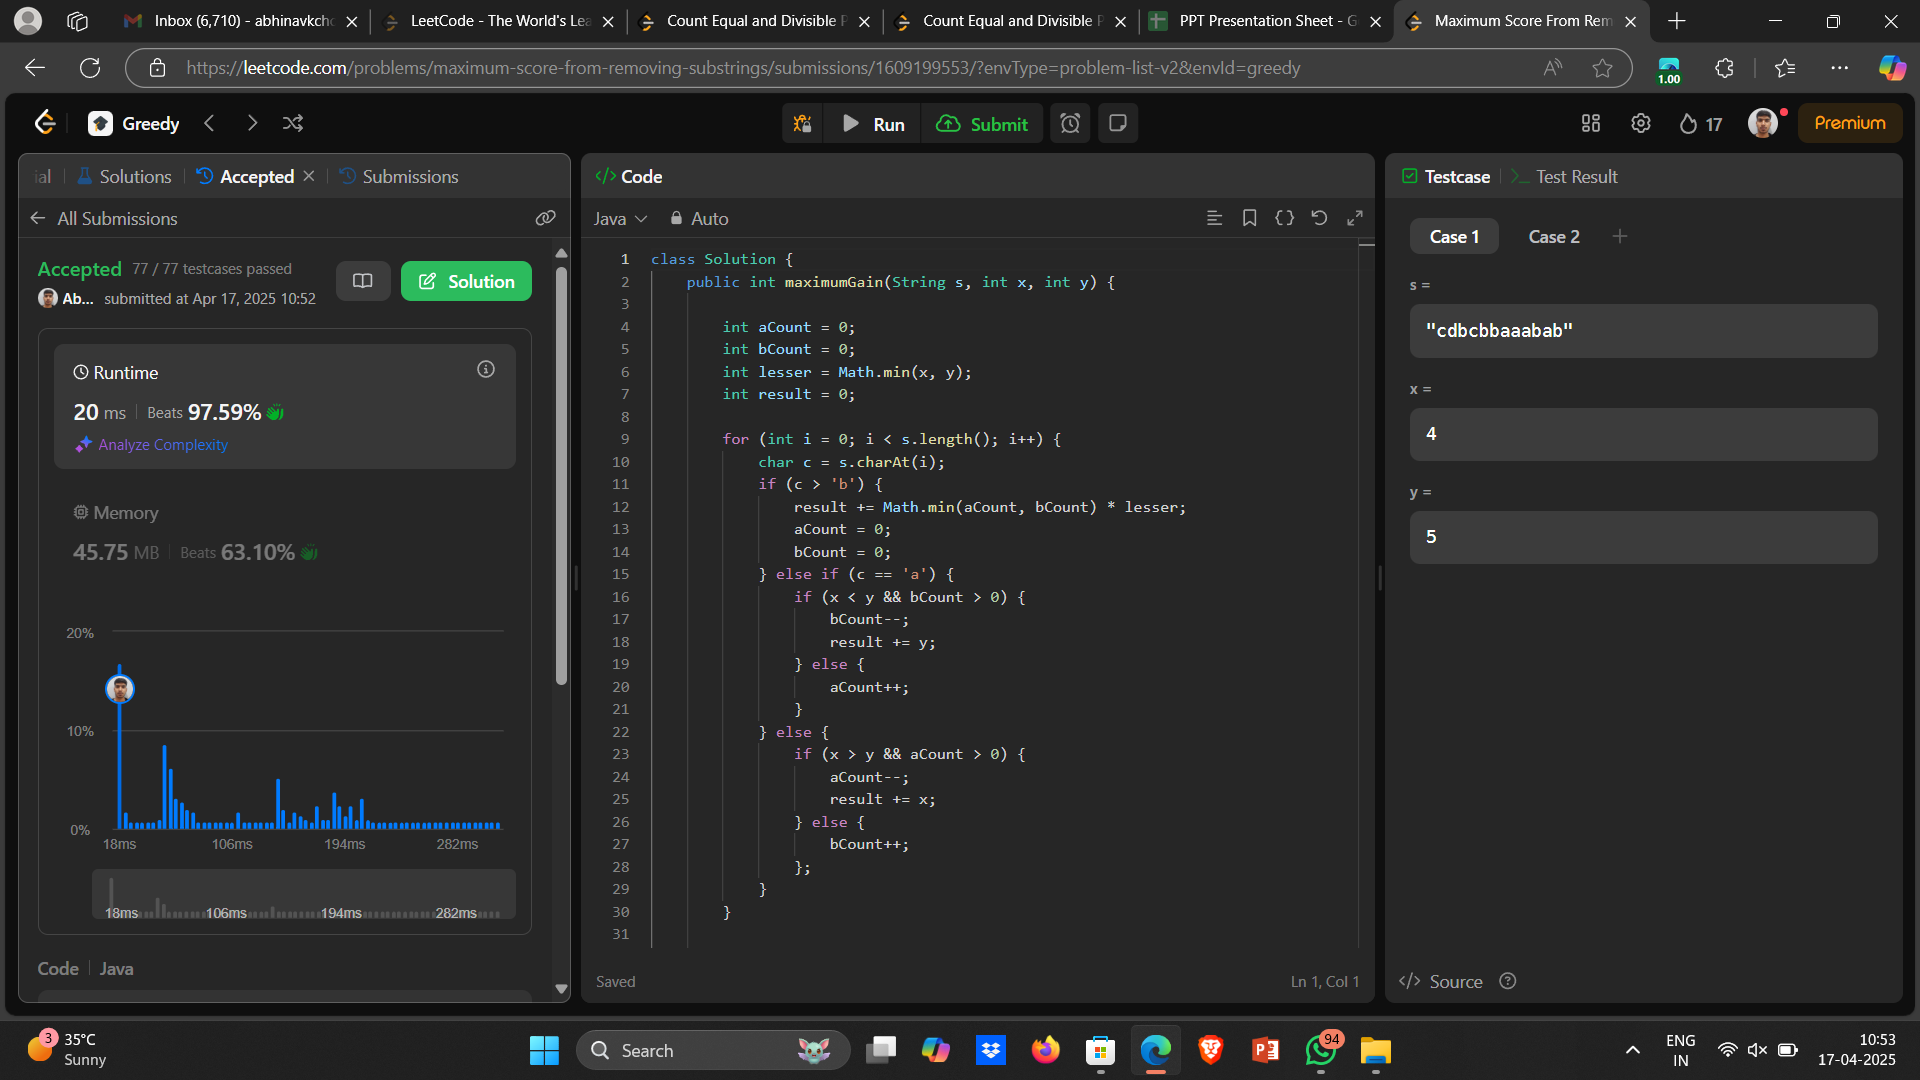 Inbox (6,710) - abhinavkch
LeetCode - The World's Lea
Count Equal and Divisible P
Count Equal and Divisible P
PPT Presentation Sheet - G
Maximum Score From Rem
https://leetcode.com/problems/maximum-score-from-removing-substrings/submissions/1609199553/?envType=problem-list-v2&envId=greedy
1.00
Greedy
Run
Submit
17
Premium
ial
Solutions
Accepted
Submissions
All Submissions
Accepted 77 / 77 testcases passed
Ab... submitted at Apr 17, 2025 10:52
Solution
Runtime
20 ms Beats 97.59%
Analyze Complexity
Memory
45.75 MB Beats 63.10%
20%
10%
0%
18ms 106ms 194ms 282ms
18ms 106ms 194ms 282ms
Code Java
</> Code
Java
Auto
1 class Solution {
2 public int maximumGain(String s, int x, int y) {
3
4 int aCount = 0;
5 int bCount = 0;
6 int lesser = Math.min(x, y);
7 int result = 0;
8
9 for (int i = 0; i < s.length(); i++) {
10 char c = s.charAt(i);
11 if (c > 'b') {
12 result += Math.min(aCount, bCount) * lesser;
13 aCount = 0;
14 bCount = 0;
15 } else if (c == 'a') {
16 if (x < y && bCount > 0) {
17 bCount--;
18 result += y;
19 } else {
20 aCount++;
21 }
22 } else {
23 if (x > y && aCount > 0) {
24 aCount--;
25 result += x;
26 } else {
27 bCount++;
28 };
29 }
30 }
31
Saved
Ln 1, Col 1
Testcase
Test Result
Case 1
Case 2
s =
"cdbcbbaaabab"
x =
4
y =
5
</> Source
3
35°C
Sunny
Search
94
ENG
IN
10:53
17-04-2025